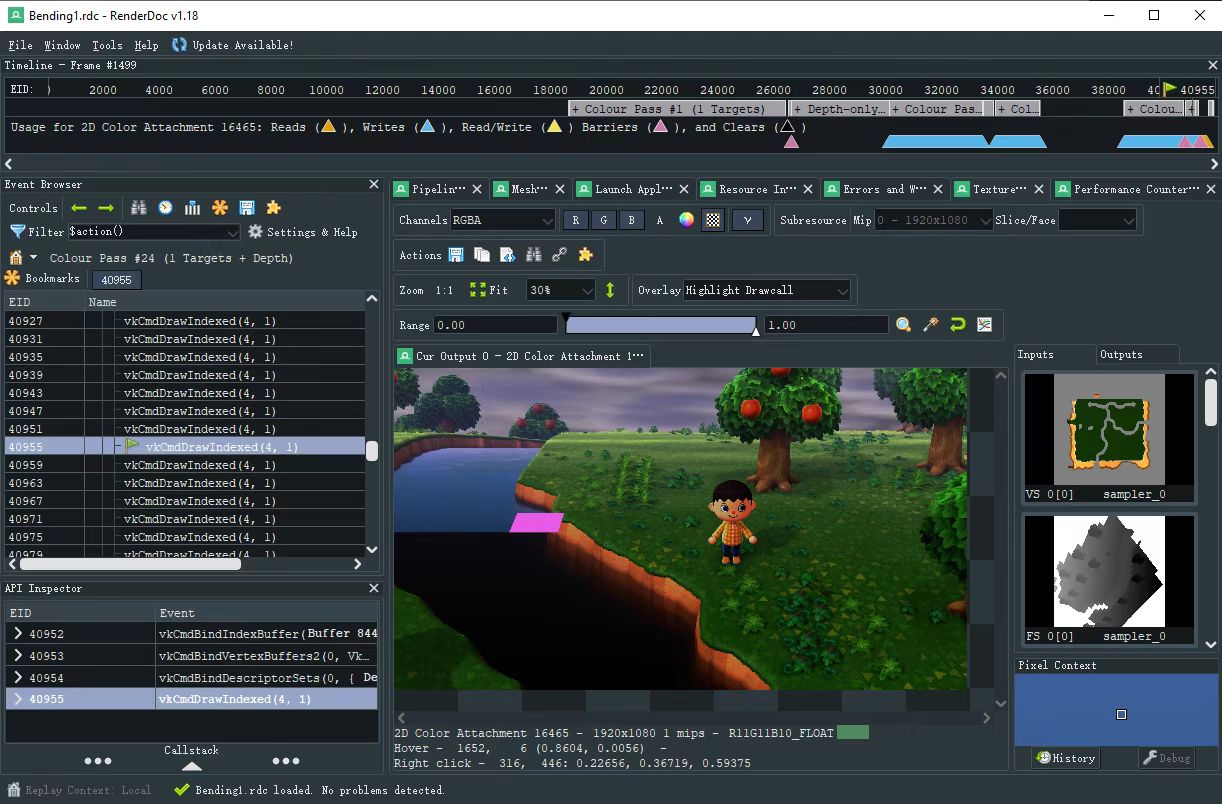 Bending1.rdc - RenderDoc v1.18
File Window Tools Help Update Available!
Timeline - Frame #1499
EID: ) 2000 4000 6000 8000 10000 12000 14000 16000 18000 20000 22000 24000 26000 28000 30000 32000 34000 36000 38000 40 40955
+ Colour Pass #1 (1 Targets) + Depth-only… + Colour Pas… + Col… + Colou… +
Usage for 2D Color Attachment 16465: Reads ( ), Writes ( ), Read/Write ( ) Barriers ( ), and Clears ( )
Event Browser
Controls
Filter $action() Settings & Help
Colour Pass #24 (1 Targets + Depth)
Bookmarks 40955
EID Name
40927 vkCmdDrawIndexed(4, 1)
40931 vkCmdDrawIndexed(4, 1)
40935 vkCmdDrawIndexed(4, 1)
40939 vkCmdDrawIndexed(4, 1)
40943 vkCmdDrawIndexed(4, 1)
40947 vkCmdDrawIndexed(4, 1)
40951 vkCmdDrawIndexed(4, 1)
40955 vkCmdDrawIndexed(4, 1)
40959 vkCmdDrawIndexed(4, 1)
40963 vkCmdDrawIndexed(4, 1)
40967 vkCmdDrawIndexed(4, 1)
40971 vkCmdDrawIndexed(4, 1)
40975 vkCmdDrawIndexed(4, 1)
40979 vkCmdDrawIndexed(4, 1)
API Inspector
EID Event
40952 vkCmdBindIndexBuffer(Buffer 844
40953 vkCmdBindVertexBuffers2(0, Vk…
40954 vkCmdBindDescriptorSets(0, { De
40955 vkCmdDrawIndexed(4, 1)
Callstack
Pipelin… Mesh… Launch Appl… Resource In… Errors and W… Texture… Performance Counter…
Channels RGBA R G B A γ Subresource Mip 0 - 1920x1080 Slice/Face
Actions
Zoom 1:1 Fit 30% Overlay Highlight Drawcall
Range 0.00 1.00
Cur Output 0 - 2D Color Attachment 1…
2D Color Attachment 16465 - 1920x1080 1 mips - R11G11B10_FLOAT
Hover - 1652, 6 (0.8604, 0.0056) -
Right click - 316, 446: 0.22656, 0.36719, 0.59375
Inputs Outputs
VS 0[0] sampler_0
FS 0[0] sampler_0
Pixel Context
History Debug
Replay Context: Local Bending1.rdc loaded. No problems detected.